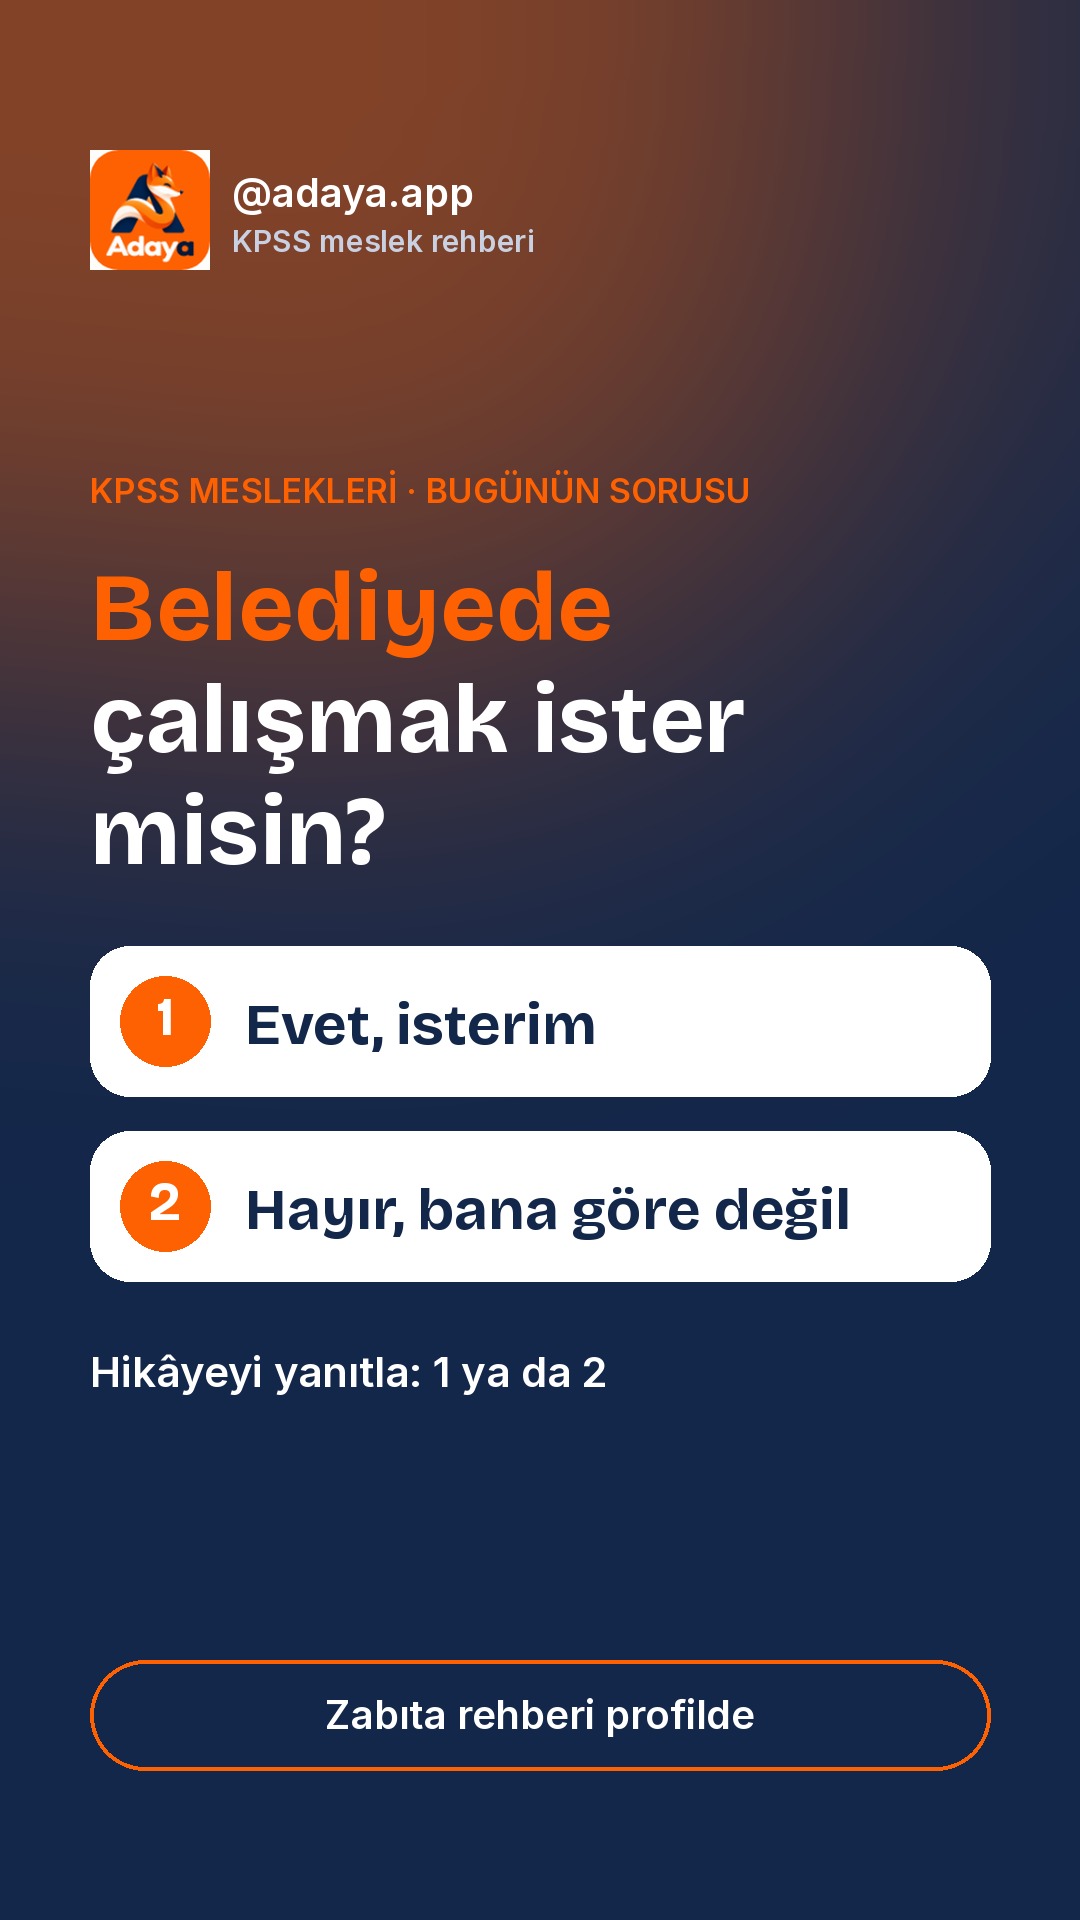 Adaya
@adaya.app
KPSS meslek rehberi
KPSS MESLEKLERİ · BUGÜNÜN SORUSU
Belediyede
çalışmak ister
misin?
1 Evet, isterim
2 Hayır, bana göre değil
Hikâyeyi yanıtla: 1 ya da 2
Zabıta rehberi profilde